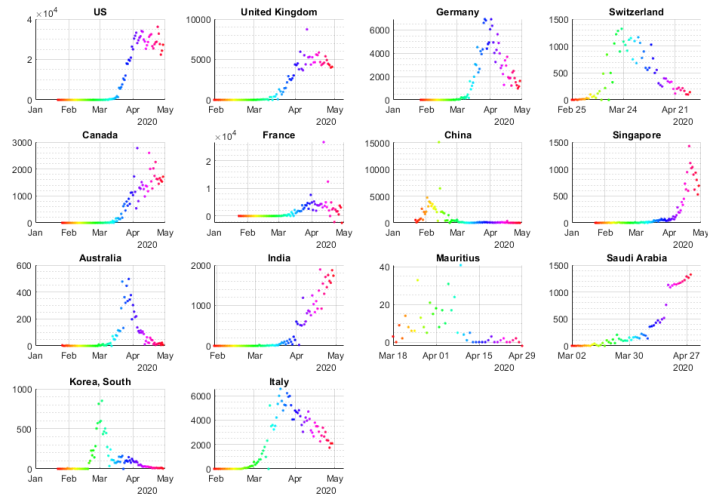 US
×10⁴
4
2
0
Jan Feb Mar Apr May
2020
United Kingdom
10000
5000
0
Feb Mar Apr May
2020
Germany
6000
4000
2000
0
Jan Feb Mar Apr May
2020
Switzerland
1500
1000
500
0
Feb 25 Mar 24 Apr 21
2020
Canada
3000
2000
1000
0
Jan Feb Mar Apr May
2020
France
×10⁴
2
1
0
Jan Feb Mar Apr May
2020
China
15000
10000
5000
0
Jan Feb Mar Apr May
2020
Singapore
1500
1000
500
0
Jan Feb Mar Apr May
2020
Australia
600
400
200
0
Jan Feb Mar Apr May
2020
India
2000
1000
0
Feb Mar Apr May
2020
Mauritius
40
20
0
Mar 18 Apr 01 Apr 15 Apr 29
2020
Saudi Arabia
1500
1000
500
0
Mar 02 Mar 30 Apr 27
2020
Korea, South
1000
500
0
Jan Feb Mar Apr May
2020
Italy
6000
4000
2000
0
Feb Mar Apr May
2020